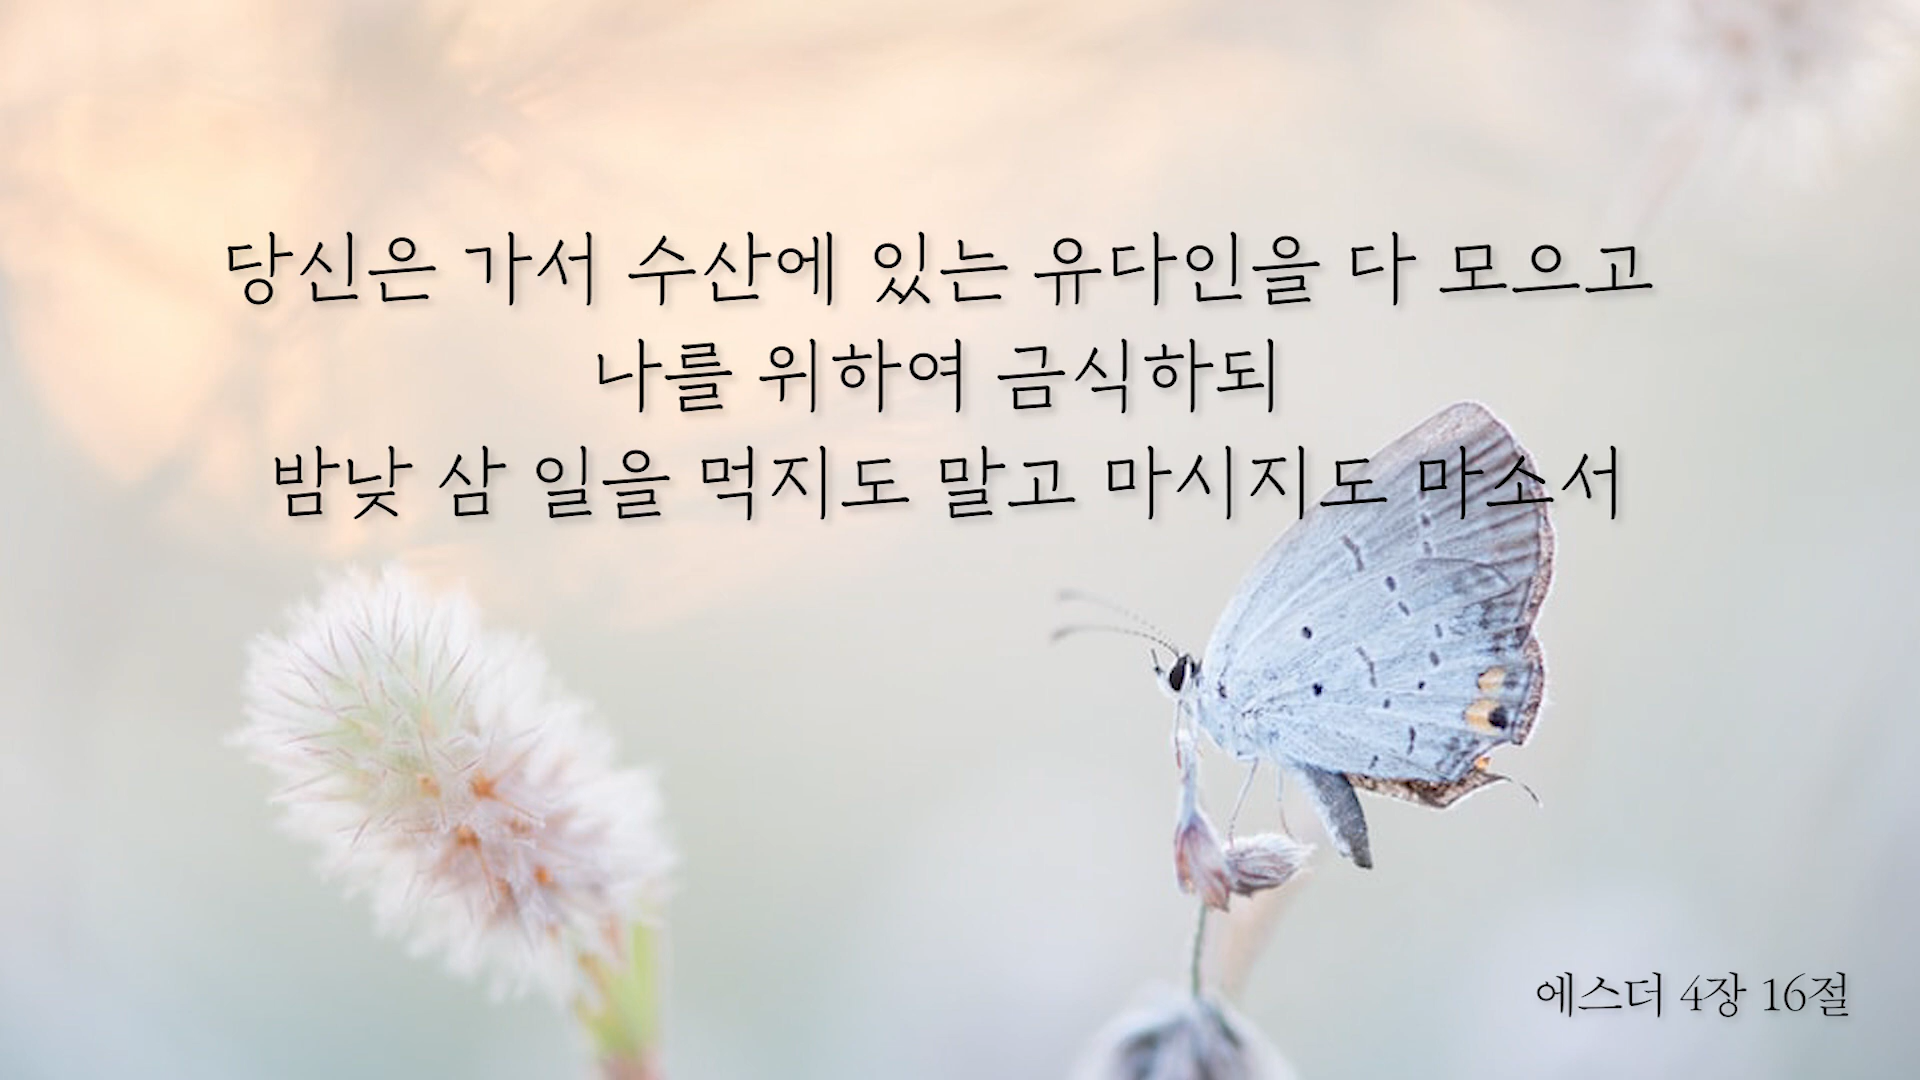 당신은 가서 수산에 있는 유다인을 다 모으고
나를 위하여 금식하되
밤낮 삼 일을 먹지도 말고 마시지도 마소서
에스더 4장 16절